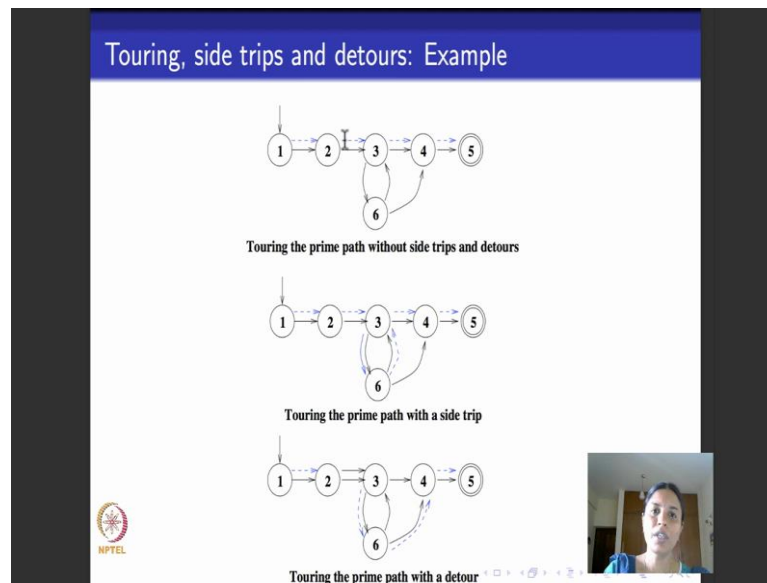 Touring, side trips and detours: Example
1 2 3 4 5
6
Touring the prime path without side trips and detours
1 2 3 4 5
6
Touring the prime path with a side trip
1 2 3 4 5
6
Touring the prime path with a detour
NPTEL